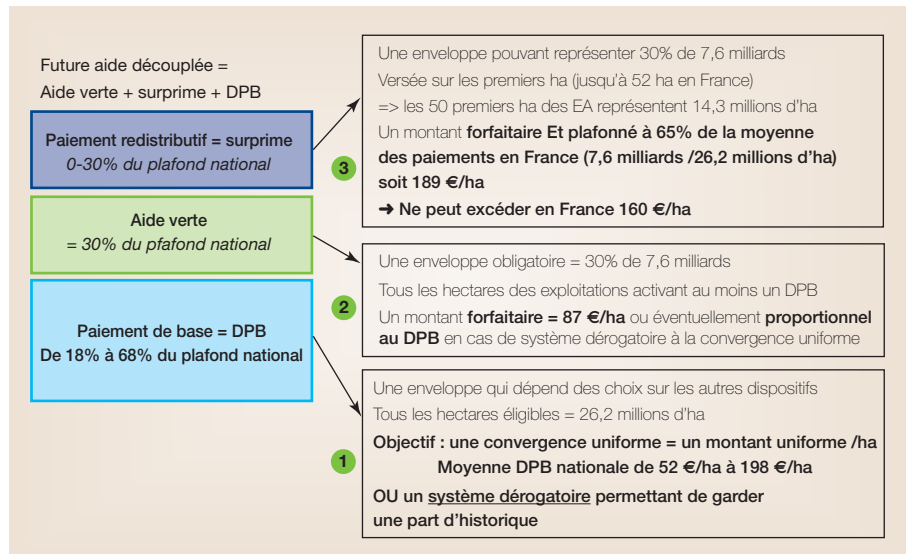 Future aide découplée =
Aide verte + surprime + DPB
Paiement redistributif = surprime
0-30% du plafond national
Aide verte
= 30% du pfafond national
Paiement de base = DPB
De 18% à 68% du plafond national
3
Une enveloppe pouvant représenter 30% de 7,6 milliards
Versée sur les premiers ha (jusqu'à 52 ha en France)
=> les 50 premiers ha des EA représentent 14,3 millions d'ha
Un montant forfaitaire Et plafonné à 65% de la moyenne
des paiements en France (7,6 milliards /26,2 millions d'ha)
soit 189 €/ha
➜ Ne peut excéder en France 160 €/ha
2
Une enveloppe obligatoire = 30% de 7,6 milliards
Tous les hectares des exploitations activant au moins un DPB
Un montant forfaitaire = 87 €/ha ou éventuellement proportionnel
au DPB en cas de système dérogatoire à la convergence uniforme
1
Une enveloppe qui dépend des choix sur les autres dispositifs
Tous les hectares éligibles = 26,2 millions d'ha
Objectif : une convergence uniforme = un montant uniforme /ha
Moyenne DPB nationale de 52 €/ha à 198 €/ha
OU un système dérogatoire permettant de garder
une part d'historique